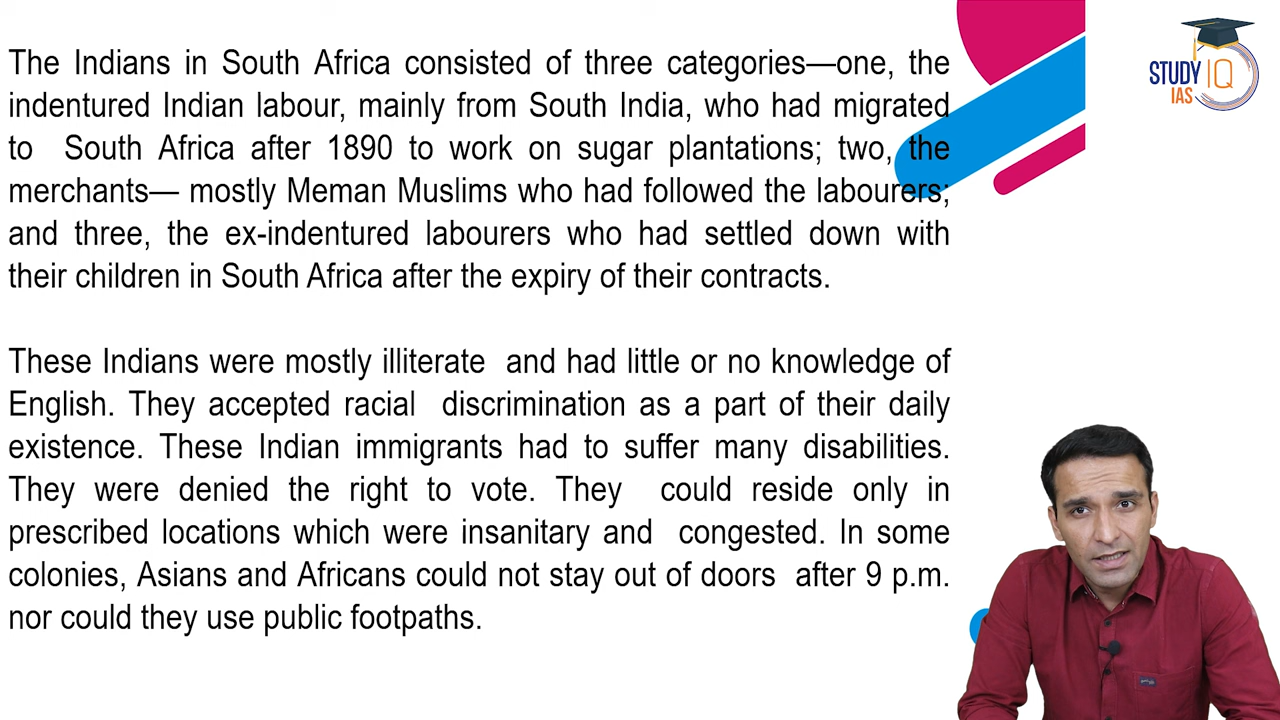 The Indians in South Africa consisted of three categories—one, the
indentured Indian labour, mainly from South India, who had migrated
to South Africa after 1890 to work on sugar plantations; two, the
merchants— mostly Meman Muslims who had followed the labourers;
and three, the ex-indentured labourers who had settled down with
their children in South Africa after the expiry of their contracts.
These Indians were mostly illiterate and had little or no knowledge of
English. They accepted racial discrimination as a part of their daily
existence. These Indian immigrants had to suffer many disabilities.
They were denied the right to vote. They could reside only in
prescribed locations which were insanitary and congested. In some
colonies, Asians and Africans could not stay out of doors after 9 p.m.
nor could they use public footpaths.
STUDY IQ
IAS